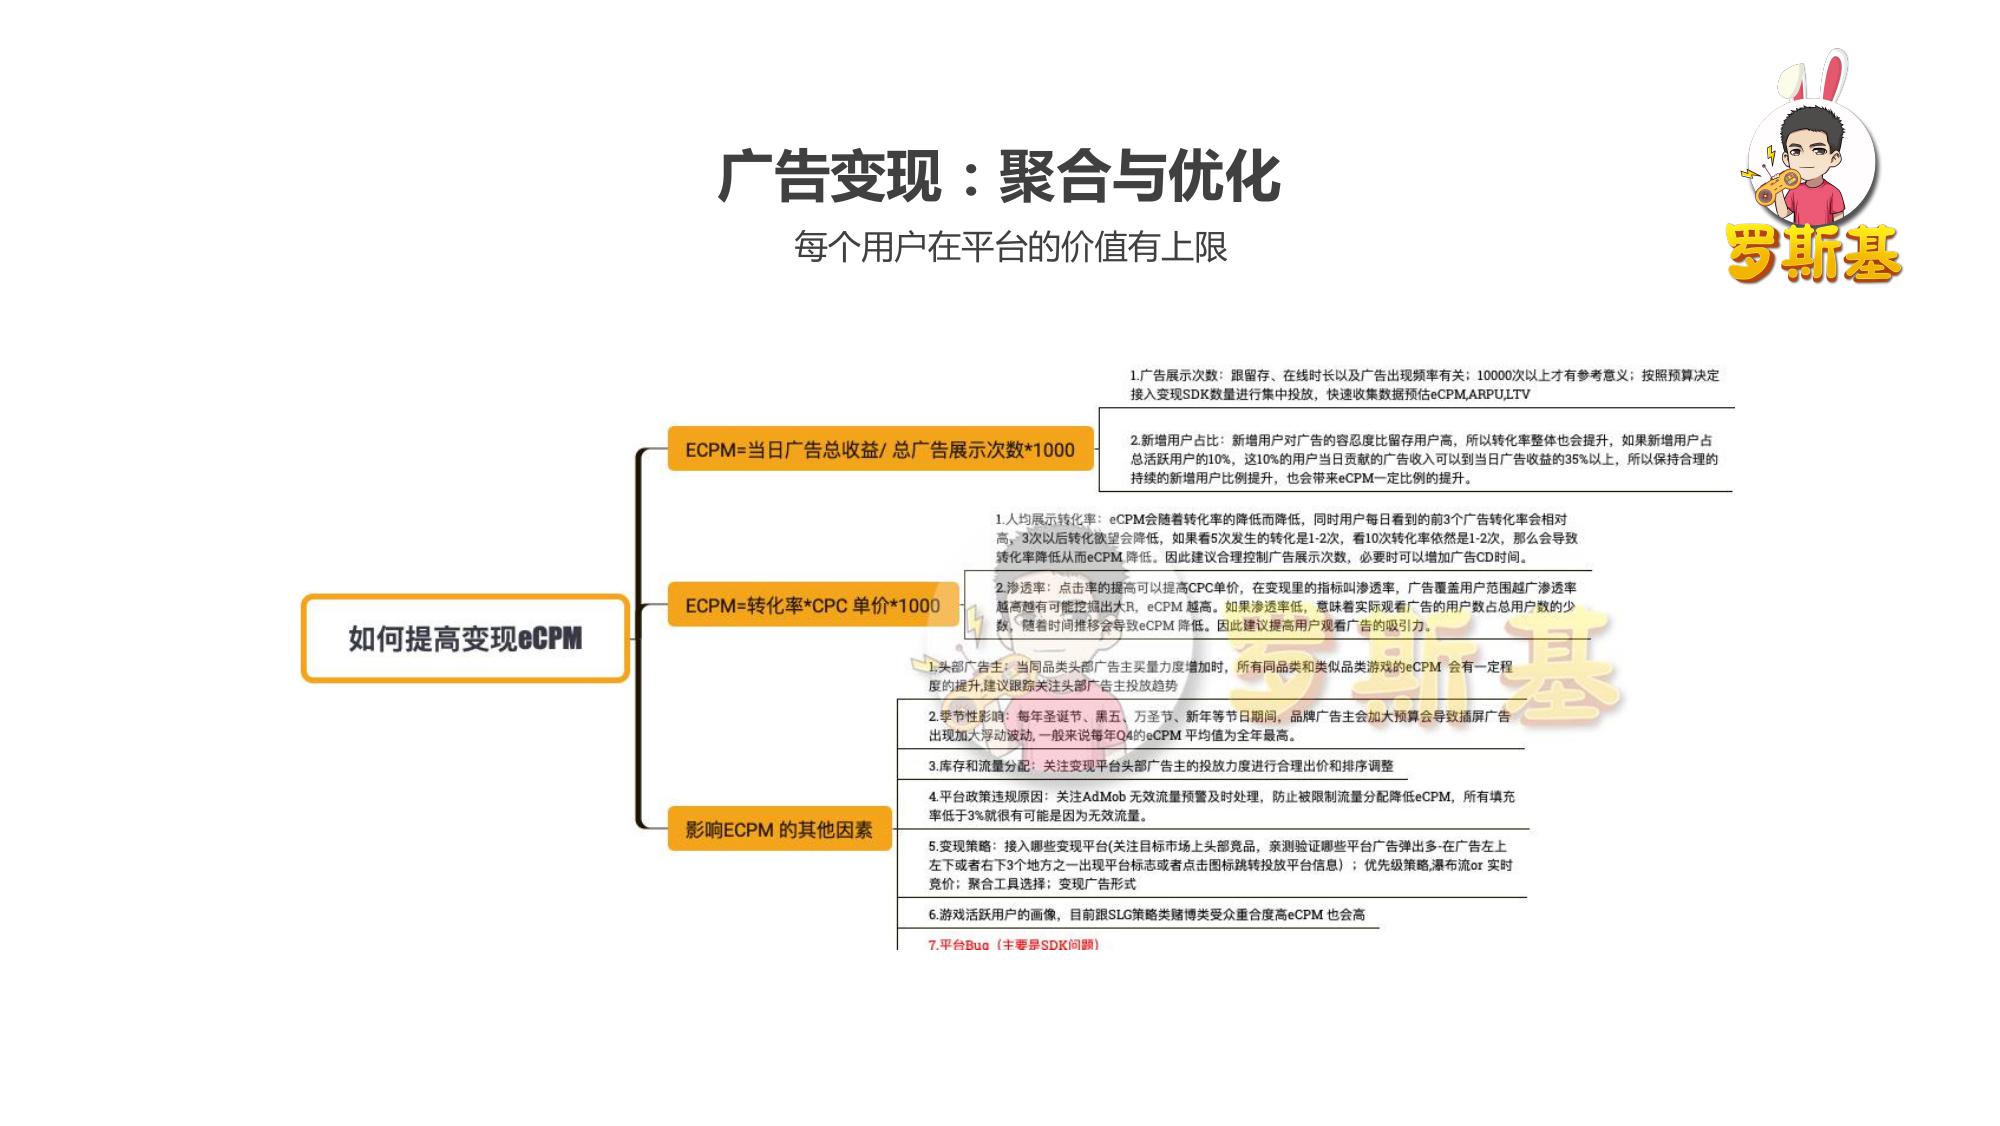 广告变现：聚合与优化
每个用户在平台的价值有上限
罗斯基
1.广告展示次数：跟留存、在线时长以及广告出现频率有关；10000次以上才有参考意义；按照预算决定
接入变现SDK数量进行集中投放，快速收集数据预估eCPM,ARPU,LTV
ECPM=当日广告总收益/ 总广告展示次数*1000
2.新增用户占比：新增用户对广告的容忍度比留存用户高，所以转化率整体也会提升，如果新增用户占
总活跃用户的10%，这10%的用户当日贡献的广告收入可以到当日广告收益的35%以上，所以保持合理的
持续的新增用户比例提升，也会带来eCPM一定比例的提升。
1.人均展示转化率：eCPM会随着转化率的降低而降低，同时用户每日看到的前3个广告转化率会相对
高，3次以后转化欲望会降低，如果看5次发生的转化是1-2次，看10次转化率依然是1-2次，那么会导致
转化率降低从而eCPM 降低。因此建议合理控制广告展示次数，必要时可以增加广告CD时间。
ECPM=转化率*CPC 单价*1000
2.渗透率：点击率的提高可以提高CPC单价，在变现里的指标叫渗透率，广告覆盖用户范围越广渗透率
越高越有可能挖掘出大R，eCPM 越高。如果渗透率低，意味着实际观看广告的用户数占总用户数的少
数，随着时间推移会导致eCPM 降低。因此建议提高用户观看广告的吸引力。
如何提高变现eCPM
罗斯基
1.头部广告主：当同品类头部广告主买量力度增加时，所有同品类和类似品类游戏的eCPM 会有一定程
度的提升,建议跟踪关注头部广告主投放趋势
2.季节性影响：每年圣诞节、黑五、万圣节、新年等节日期间，品牌广告主会加大预算会导致插屏广告
出现加大浮动波动, 一般来说每年Q4的eCPM 平均值为全年最高。
3.库存和流量分配：关注变现平台头部广告主的投放力度进行合理出价和排序调整
4.平台政策违规原因：关注AdMob 无效流量预警及时处理，防止被限制流量分配降低eCPM，所有填充
率低于3%就很有可能是因为无效流量。
影响ECPM 的其他因素
5.变现策略：接入哪些变现平台(关注目标市场上头部竞品，亲测验证哪些平台广告弹出多-在广告左上
左下或者右下3个地方之一出现平台标志或者点击图标跳转投放平台信息）；优先级策略,瀑布流or 实时
竞价；聚合工具选择；变现广告形式
6.游戏活跃用户的画像，目前跟SLG策略类赌博类受众重合度高eCPM 也会高
7.平台Bug（主要是SDK问题）